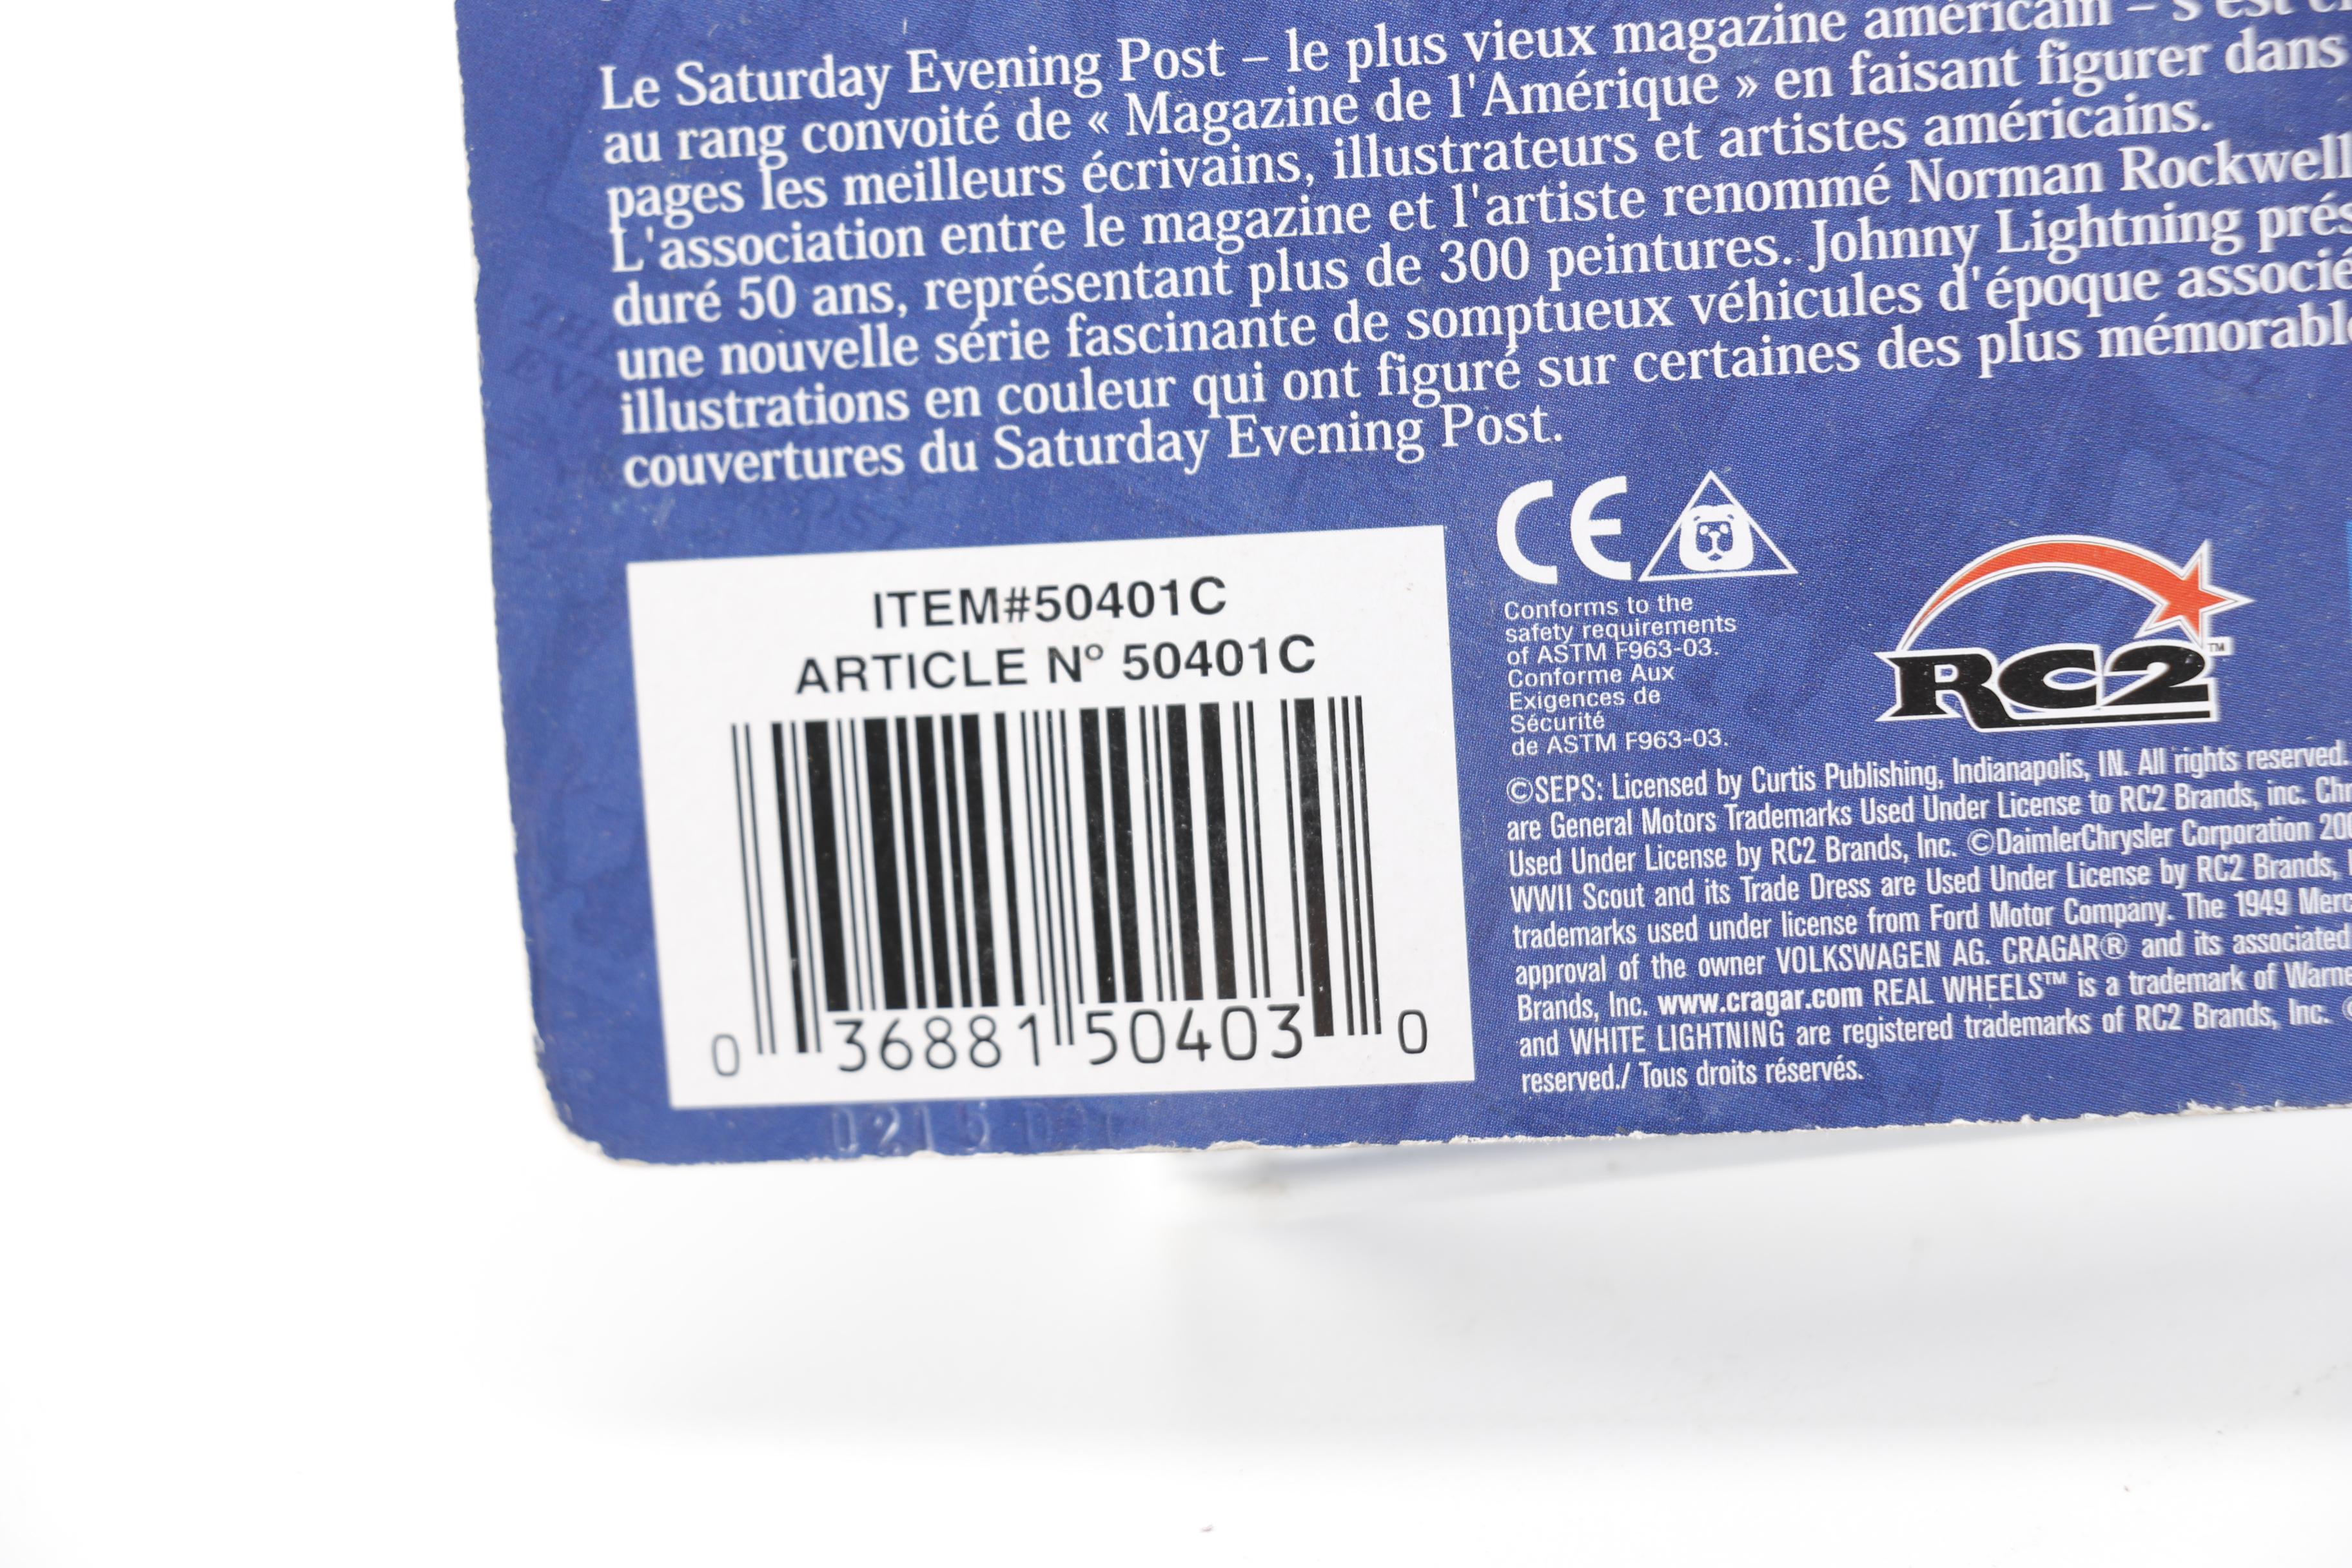 Le Saturday Evening Post – le plus vieux magazine américain – s'est
au rang convoité de « Magazine de l'Amérique » en faisant figurer dans
pages les meilleurs écrivains, illustrateurs et artistes américains.
L'association entre le magazine et l'artiste renommé Norman Rockwell
duré 50 ans, représentant plus de 300 peintures. Johnny Lightning
une nouvelle série fascinante de somptueux véhicules d'époque
illustrations en couleur qui ont figuré sur certaines des plus
couvertures du Saturday Evening Post.
CE
ITEM#50401C
ARTICLE Nº 50401C
0 36881 50403 0
Conforms to the
safety requirements
of ASTM F963-03.
Conforme Aux
Exigences de
Sécurité
de ASTM F963-03.
RC2™
©SEPS: Licensed by Curtis Publishing, Indianapolis, IN. All rights reserved.
are General Motors Trademarks Used Under License to RC2 Brands, inc.
Used Under License by RC2 Brands, Inc. ©DaimlerChrysler Corporation
WWII Scout and its Trade Dress are Used Under License by RC2 Brands,
trademarks used under license from Ford Motor Company. The 1949
approval of the owner VOLKSWAGEN AG. CRAGAR® and its associated
Brands, Inc. www.cragar.com REAL WHEELS™ is a trademark of
and WHITE LIGHTNING are registered trademarks of RC2 Brands, Inc.
reserved./ Tous droits réservés.